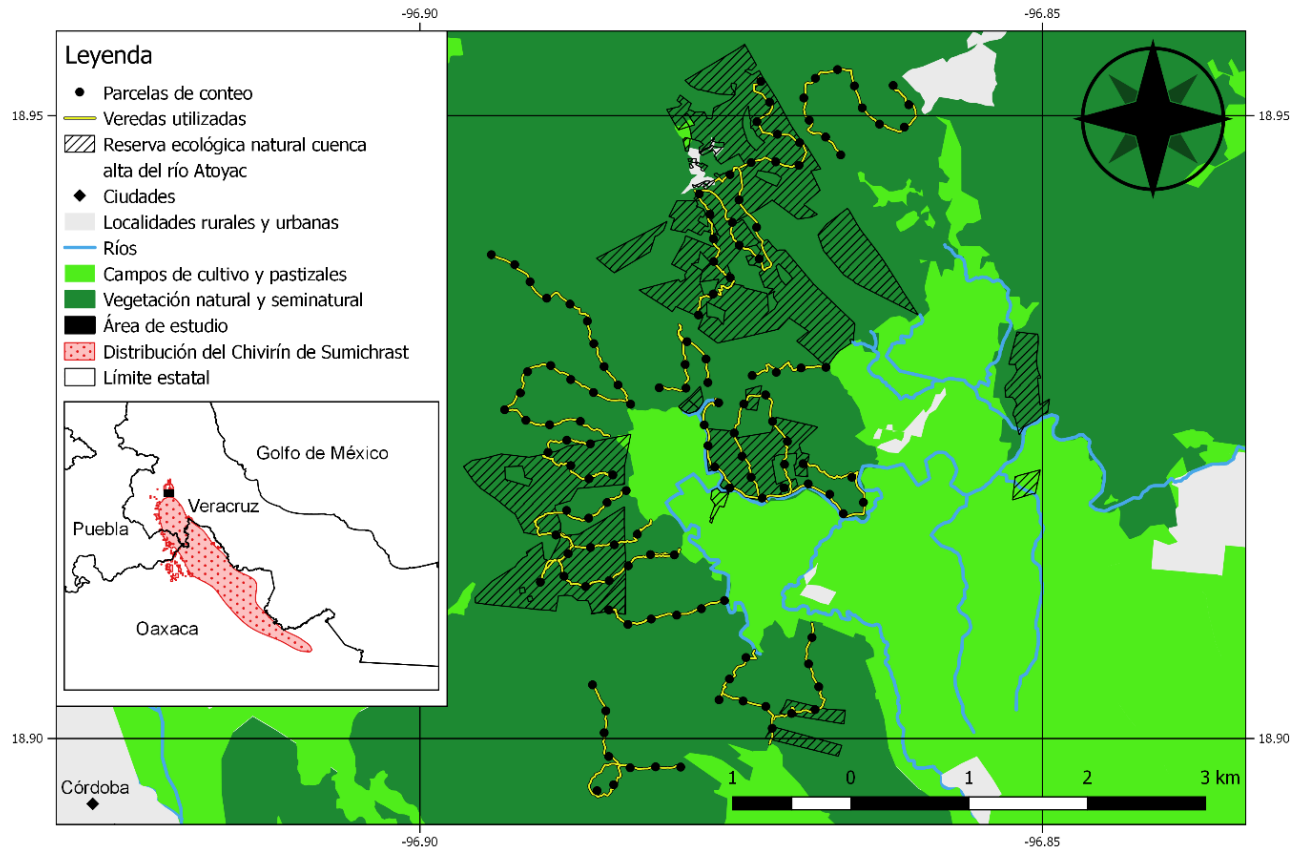 -96.90
-96.85
Leyenda
Parcelas de conteo
Veredas utilizadas
Reserva ecológica natural cuenca
alta del río Atoyac
Ciudades
Localidades rurales y urbanas
Ríos
Campos de cultivo y pastizales
Vegetación natural y seminatural
Área de estudio
Distribución del Chivirín de Sumichrast
Límite estatal
18.95
18.95
Golfo de México
Veracruz
Puebla
Oaxaca
18.90
18.90
Córdoba
1
0
1
2
3 km
-96.90
-96.85